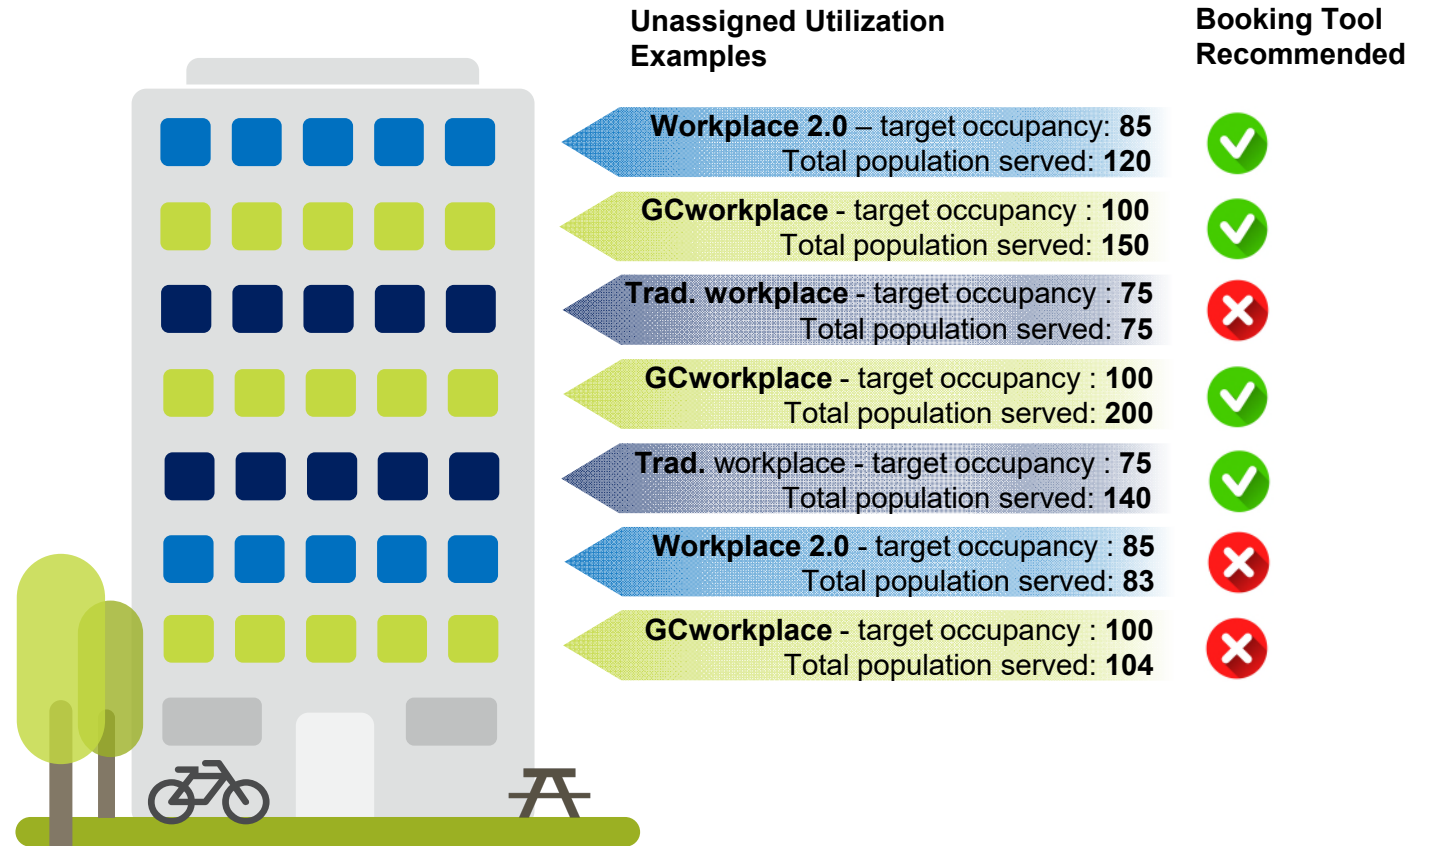 Unassigned Utilization
Examples
Booking Tool
Recommended
Workplace 2.0 – target occupancy: 85
Total population served: 120
GCworkplace - target occupancy : 100
Total population served: 150
Trad. workplace - target occupancy : 75
Total population served: 75
GCworkplace - target occupancy : 100
Total population served: 200
Trad. workplace - target occupancy : 75
Total population served: 140
Workplace 2.0 - target occupancy : 85
Total population served: 83
GCworkplace - target occupancy : 100
Total population served: 104